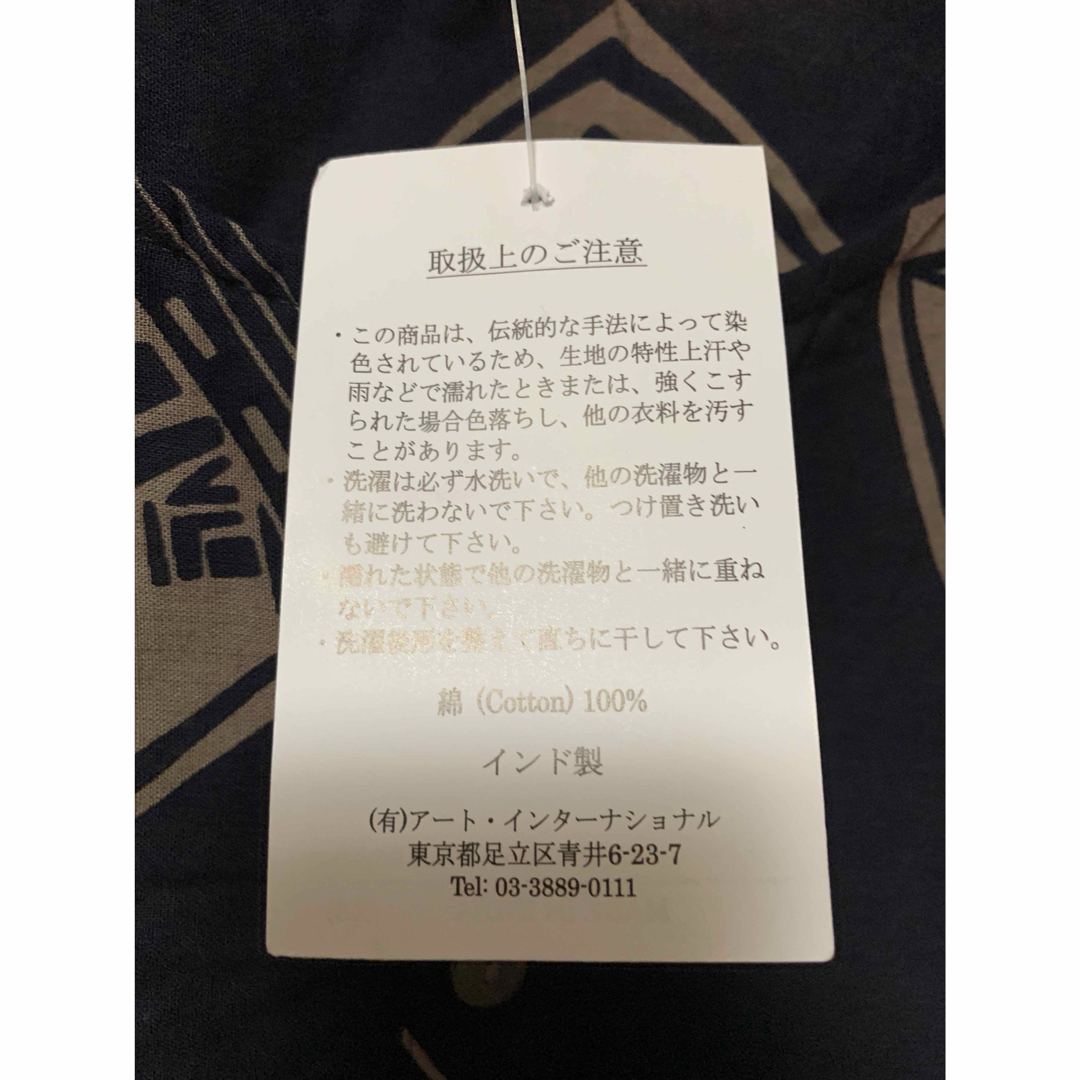 取扱上のご注意
・この商品は、伝統的な手法によって染
色されているため、生地の特性上汗や
雨などで濡れたときまたは、強くこす
られた場合色落ちし、他の衣料を汚す
ことがあります。
・洗濯は必ず水洗いで、他の洗濯物と一
緒に洗わないで下さい。つけ置き洗い
も避けて下さい。
・濡れた状態で他の洗濯物と一緒に重ね
ないで下さい。
・洗濯後形を整えて直ちに干して下さい。
綿 (Cotton) 100%
インド製
(有)アート・インターナショナル
東京都足立区青井6-23-7
Tel: 03-3889-0111